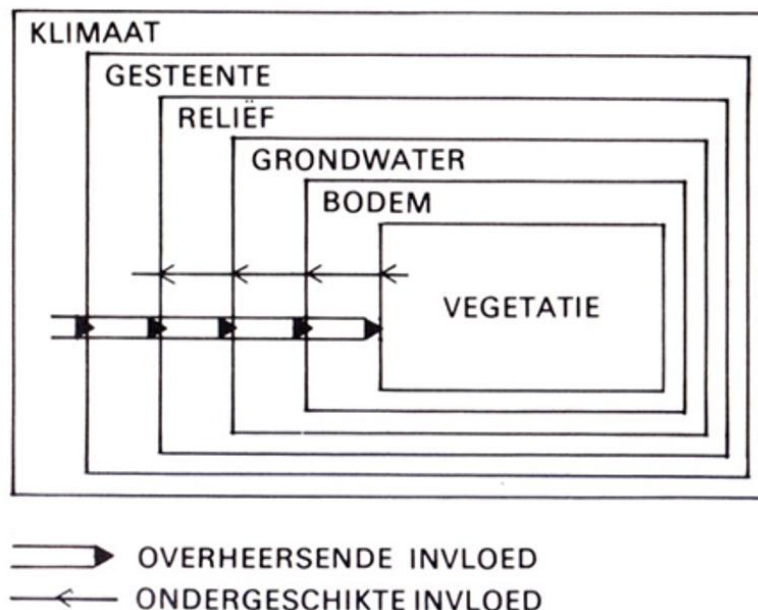 KLIMAAT
GESTEENTE
RELIËF
GRONDWATER
BODEM
VEGETATIE
OVERHEERSENDE INVLOED
ONDERGESCHIKTE INVLOED